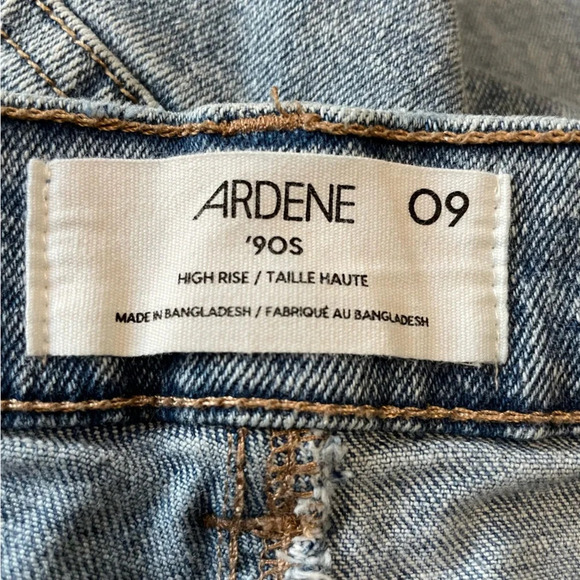 ARDENE 09
'90S
HIGH RISE / TAILLE HAUTE
MADE IN BANGLADESH / FABRIQUÉ AU BANGLADESH